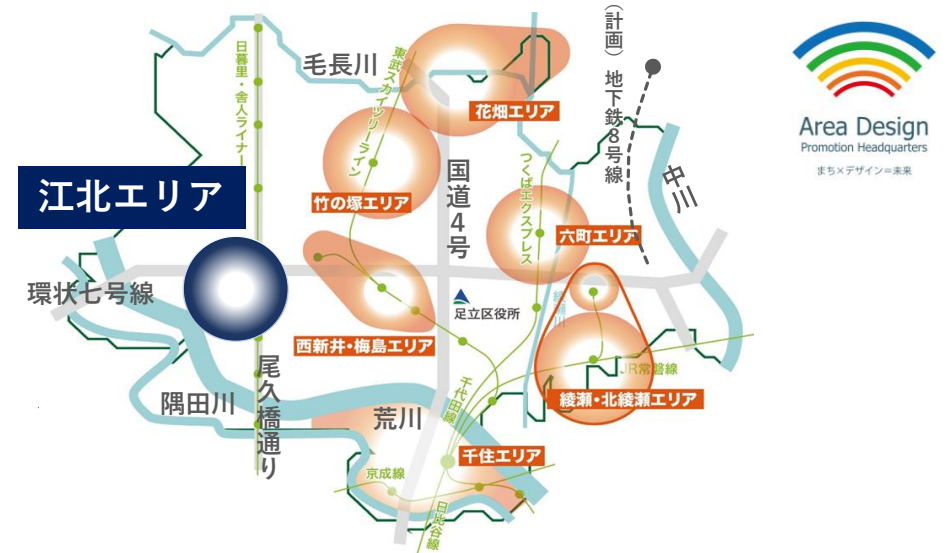 (計画) 地下鉄8号線
日暮里・舎人ライナー
毛長川
東武スカイツリーライン
花畑エリア
Area Design
Promotion Headquarters
まち×デザイン＝未来
国道4号
つくばエクスプレス
中川
江北エリア
竹の塚エリア
六町エリア
環状七号線
綾瀬川
足立区役所
西新井・梅島エリア
尾久橋通り
JR常磐線
千代田線
綾瀬・北綾瀬エリア
隅田川
荒川
千住エリア
京成線
日比谷線